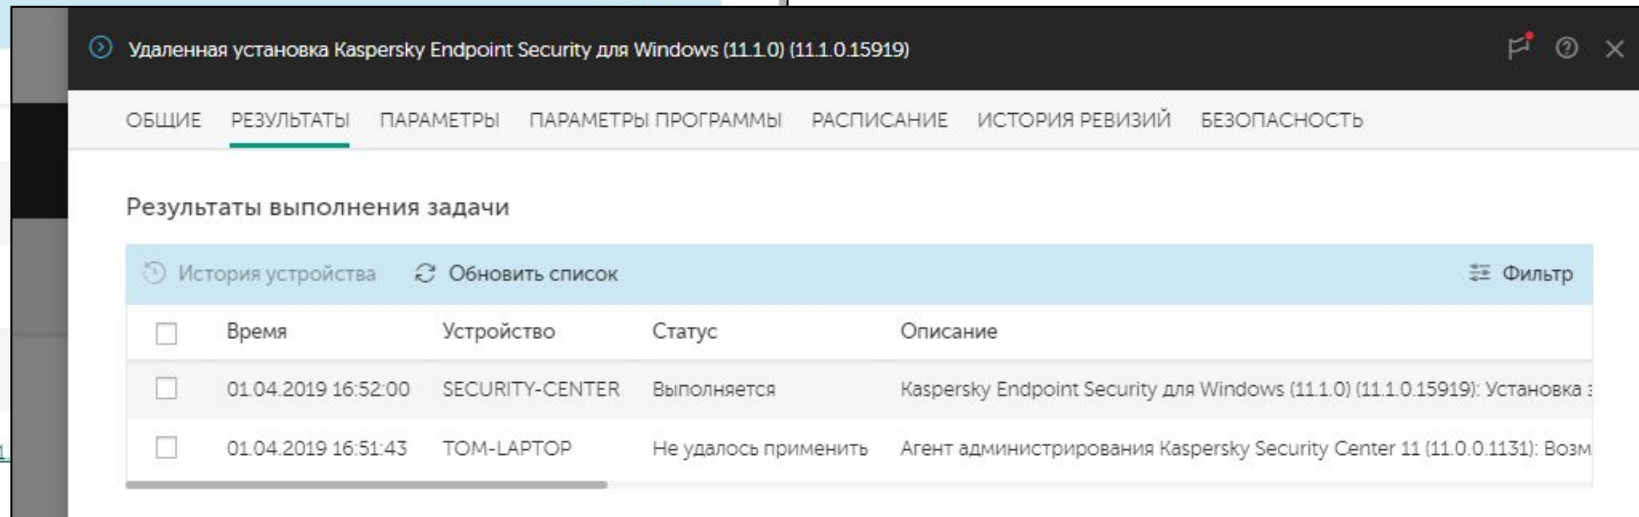 Удаленная установка Kaspersky Endpoint Security для Windows (11.1.0) (11.1.0.15919)
ОБЩИЕ РЕЗУЛЬТАТЫ ПАРАМЕТРЫ ПАРАМЕТРЫ ПРОГРАММЫ РАСПИСАНИЕ ИСТОРИЯ РЕВИЗИЙ БЕЗОПАСНОСТЬ
Результаты выполнения задачи
История устройства Обновить список Фильтр
Время Устройство Статус Описание
01.04.2019 16:52:00 SECURITY-CENTER Выполняется Kaspersky Endpoint Security для Windows (11.1.0) (11.1.0.15919): Установка
01.04.2019 16:51:43 TOM-LAPTOP Не удалось применить Агент администрирования Kaspersky Security Center 11 (11.0.0.1131): Возм